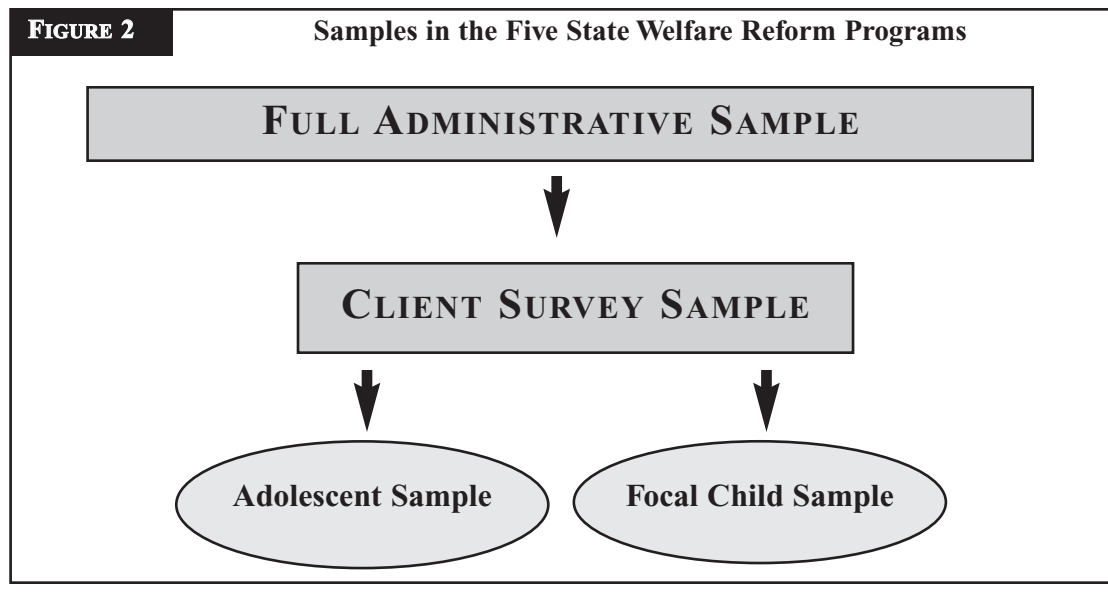 FIGURE 2
Samples in the Five State Welfare Reform Programs
FULL ADMINISTRATIVE SAMPLE
CLIENT SURVEY SAMPLE
Adolescent Sample
Focal Child Sample